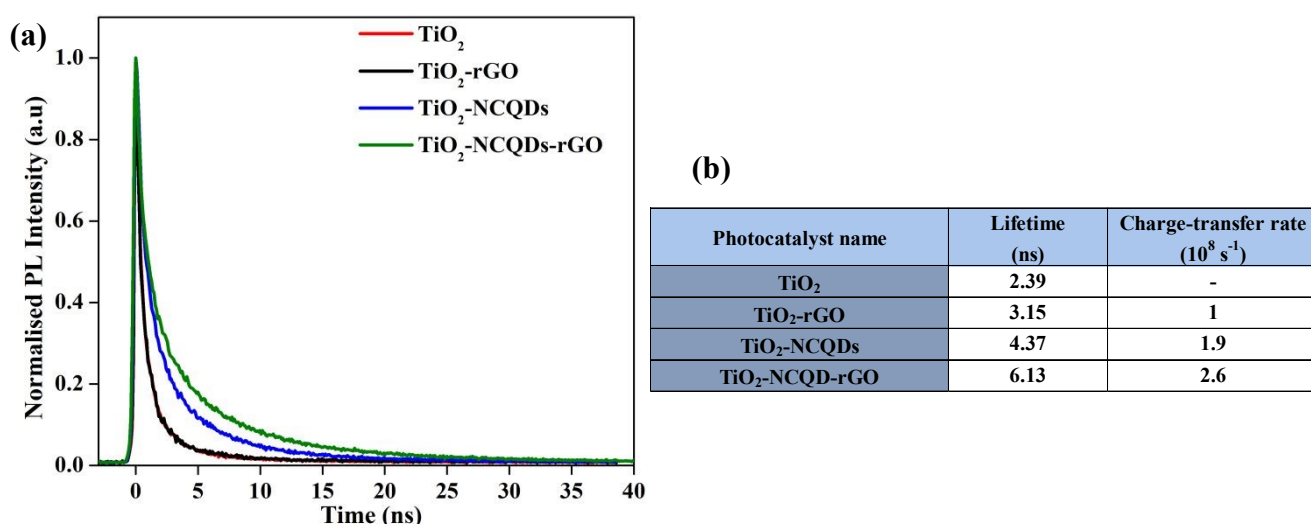 (a)
Normalised PL Intensity (a.u)
1.0
0.8
0.6
0.4
0.2
0.0
TiO₂
TiO₂-rGO
TiO₂-NCQDs
TiO₂-NCQDs-rGO
0 5 10 15 20 25 30 35 40
Time (ns)
(b)
Photocatalyst name Lifetime (ns) Charge-transfer rate (10⁸ s⁻¹)
TiO₂ 2.39 -
TiO₂-rGO 3.15 1
TiO₂-NCQDs 4.37 1.9
TiO₂-NCQD-rGO 6.13 2.6